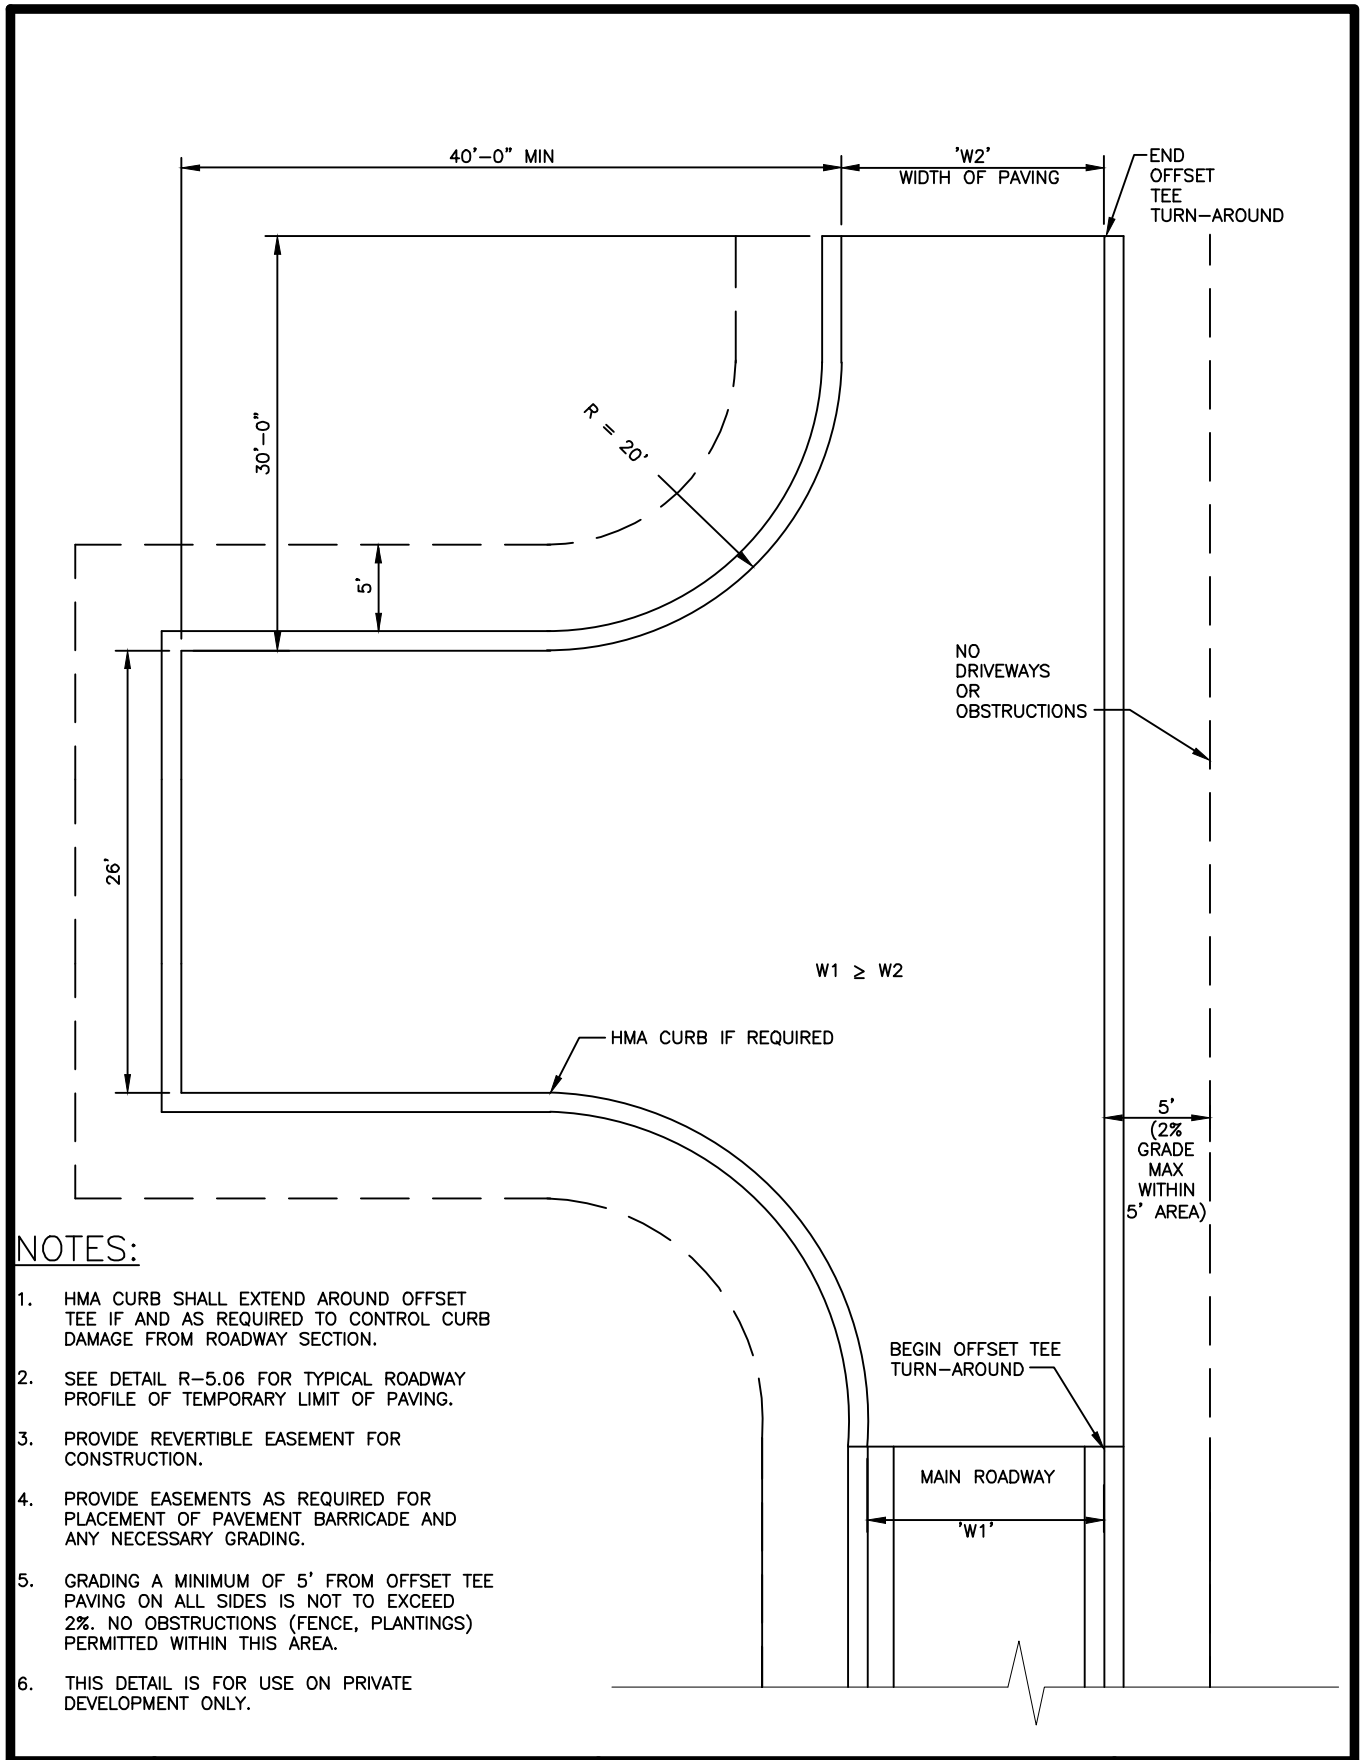 40'-0" MIN
'W2'
WIDTH OF PAVING
END
OFFSET
TEE
TURN-AROUND
30'-0"
R = 20'
5'
NO
DRIVEWAYS
OR
OBSTRUCTIONS
26'
W1 ≥ W2
HMA CURB IF REQUIRED
5'
(2%
GRADE
MAX
WITHIN
5' AREA)
BEGIN OFFSET TEE
TURN-AROUND
MAIN ROADWAY
'W1'
NOTES:
1. HMA CURB SHALL EXTEND AROUND OFFSET
TEE IF AND AS REQUIRED TO CONTROL CURB
DAMAGE FROM ROADWAY SECTION.
2. SEE DETAIL R-5.06 FOR TYPICAL ROADWAY
PROFILE OF TEMPORARY LIMIT OF PAVING.
3. PROVIDE REVERTIBLE EASEMENT FOR
CONSTRUCTION.
4. PROVIDE EASEMENTS AS REQUIRED FOR
PLACEMENT OF PAVEMENT BARRICADE AND
ANY NECESSARY GRADING.
5. GRADING A MINIMUM OF 5' FROM OFFSET TEE
PAVING ON ALL SIDES IS NOT TO EXCEED
2%. NO OBSTRUCTIONS (FENCE, PLANTINGS)
PERMITTED WITHIN THIS AREA.
6. THIS DETAIL IS FOR USE ON PRIVATE
DEVELOPMENT ONLY.